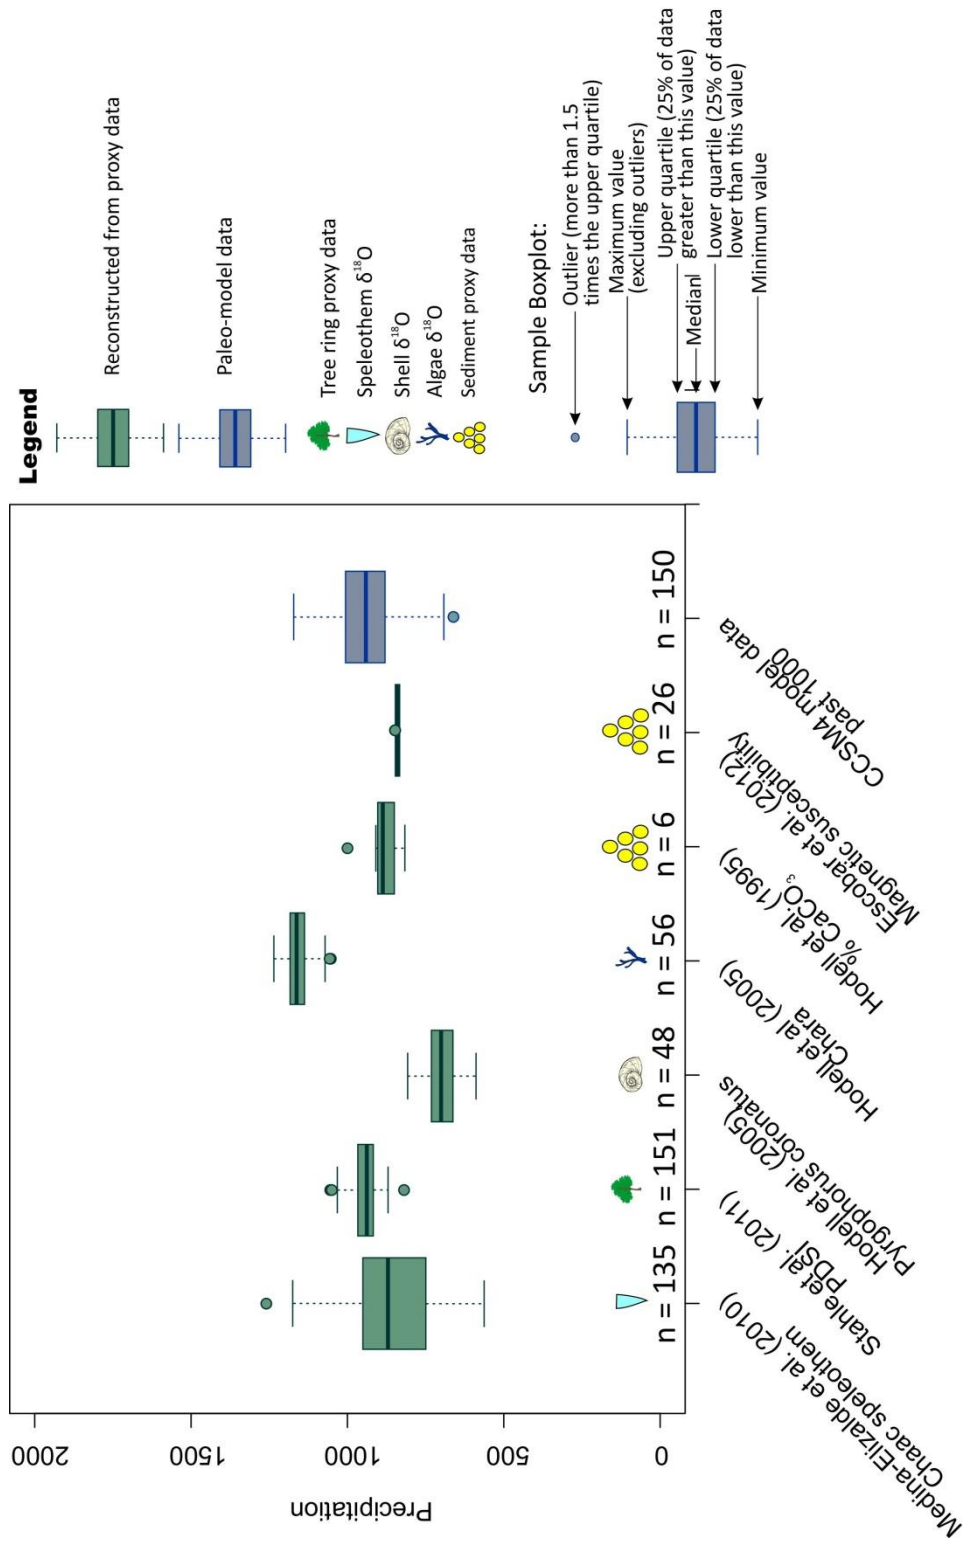 Precipitation
2000
1500
1000
500
0
n = 135
n = 151
n = 48
n = 56
n = 6
n = 26
n = 150
Medina-Elizalde et al. (2010)
Chaac speleothem
Stahle et al. (2011)
PDSI
Hodell et al. (2005)
Pyrgophorus coronatus
Hodell et al (2005)
Chara
Hodell et al. (1995)
% CaCO₃
Escobar et al. (2012)
Magnetic susceptibility
CCSM4 model data
past 1000
Legend
Reconstructed from proxy data
Paleo-model data
Tree ring proxy data
Speleothem δ¹⁸O
Shell δ¹⁸O
Algae δ¹⁸O
Sediment proxy data
Sample Boxplot:
Outlier (more than 1.5
times the upper quartile)
Maximum value
(excluding outliers)
Upper quartile (25% of data
greater than this value)
Median
Lower quartile (25% of data
lower than this value)
Minimum value